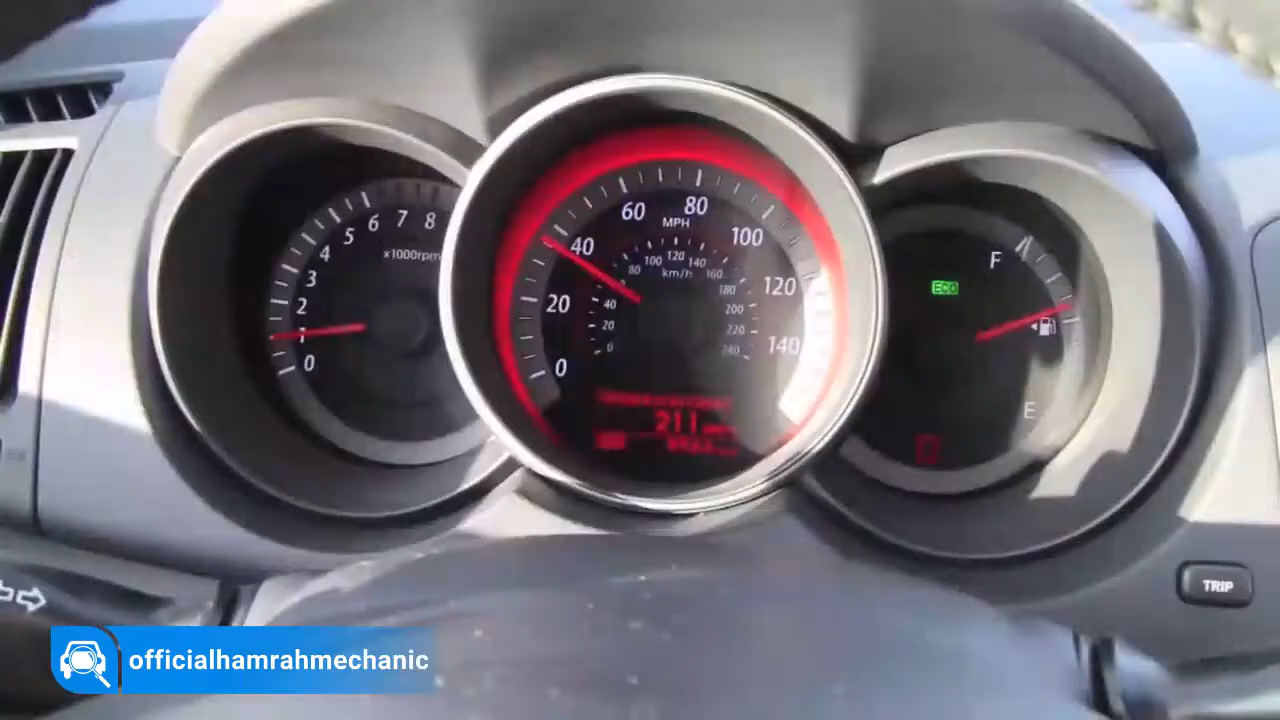 0 1 2 3 4 5 6 7 8
x1000rpm
0 20 40 60 80 100 120 140
MPH
0 20 40 80 100 120 140 160 180 200 220 240
km/h
211
F
ECO
E
TRIP
officialhamrahmechanic